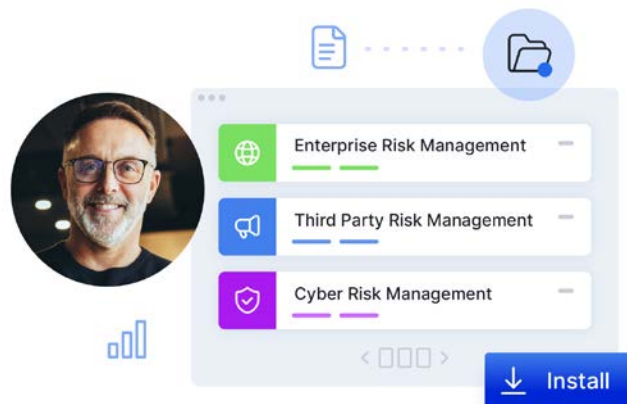 Enterprise Risk Management
Third Party Risk Management
Cyber Risk Management
Install